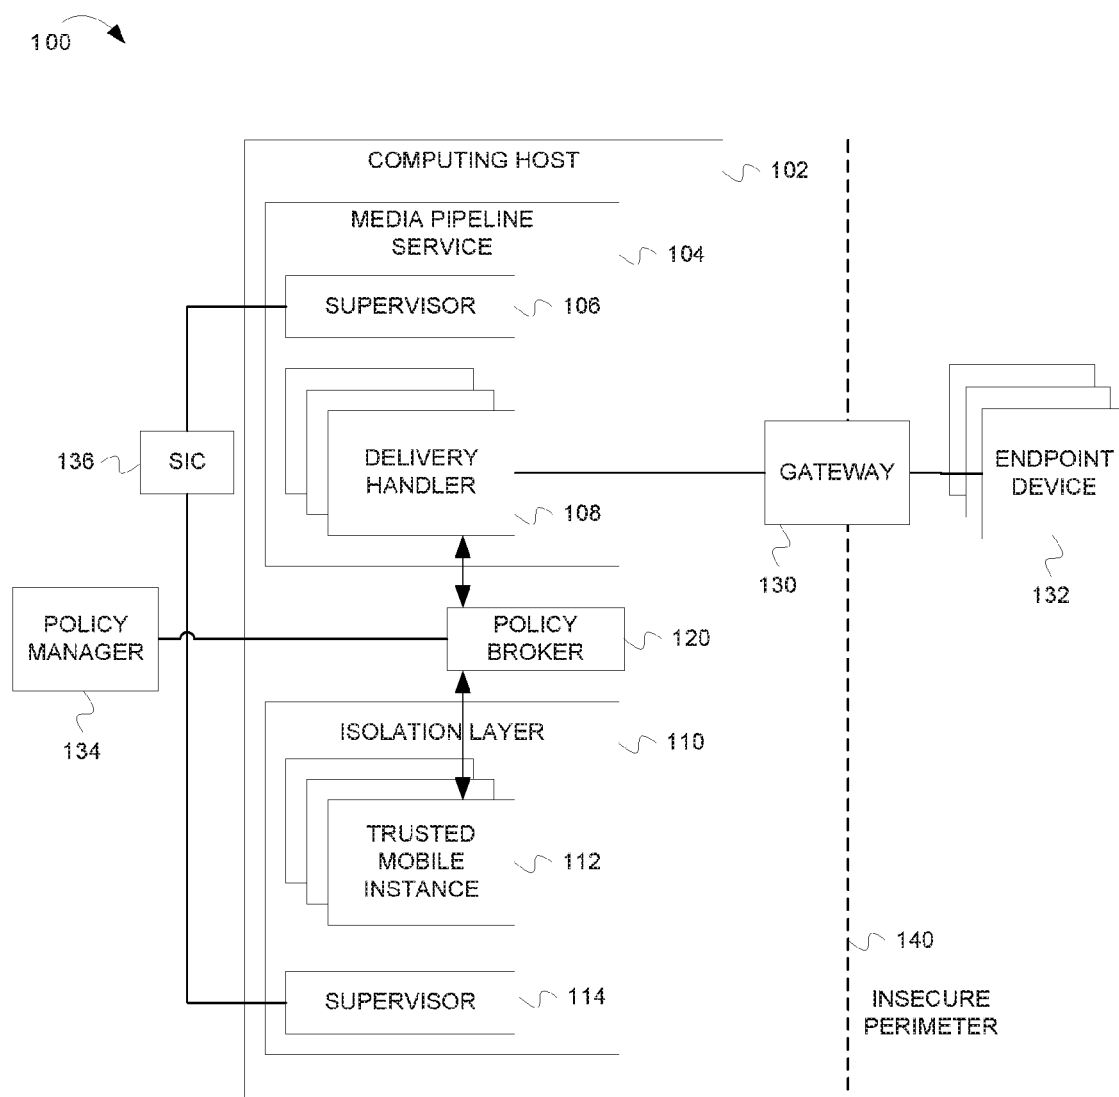 100
COMPUTING HOST
102
MEDIA PIPELINE
SERVICE
104
SUPERVISOR
106
136
SIC
DELIVERY
HANDLER
108
GATEWAY
130
ENDPOINT
DEVICE
132
POLICY
MANAGER
134
POLICY
BROKER
120
ISOLATION LAYER
110
TRUSTED
MOBILE
INSTANCE
112
SUPERVISOR
114
140
INSECURE
PERIMETER